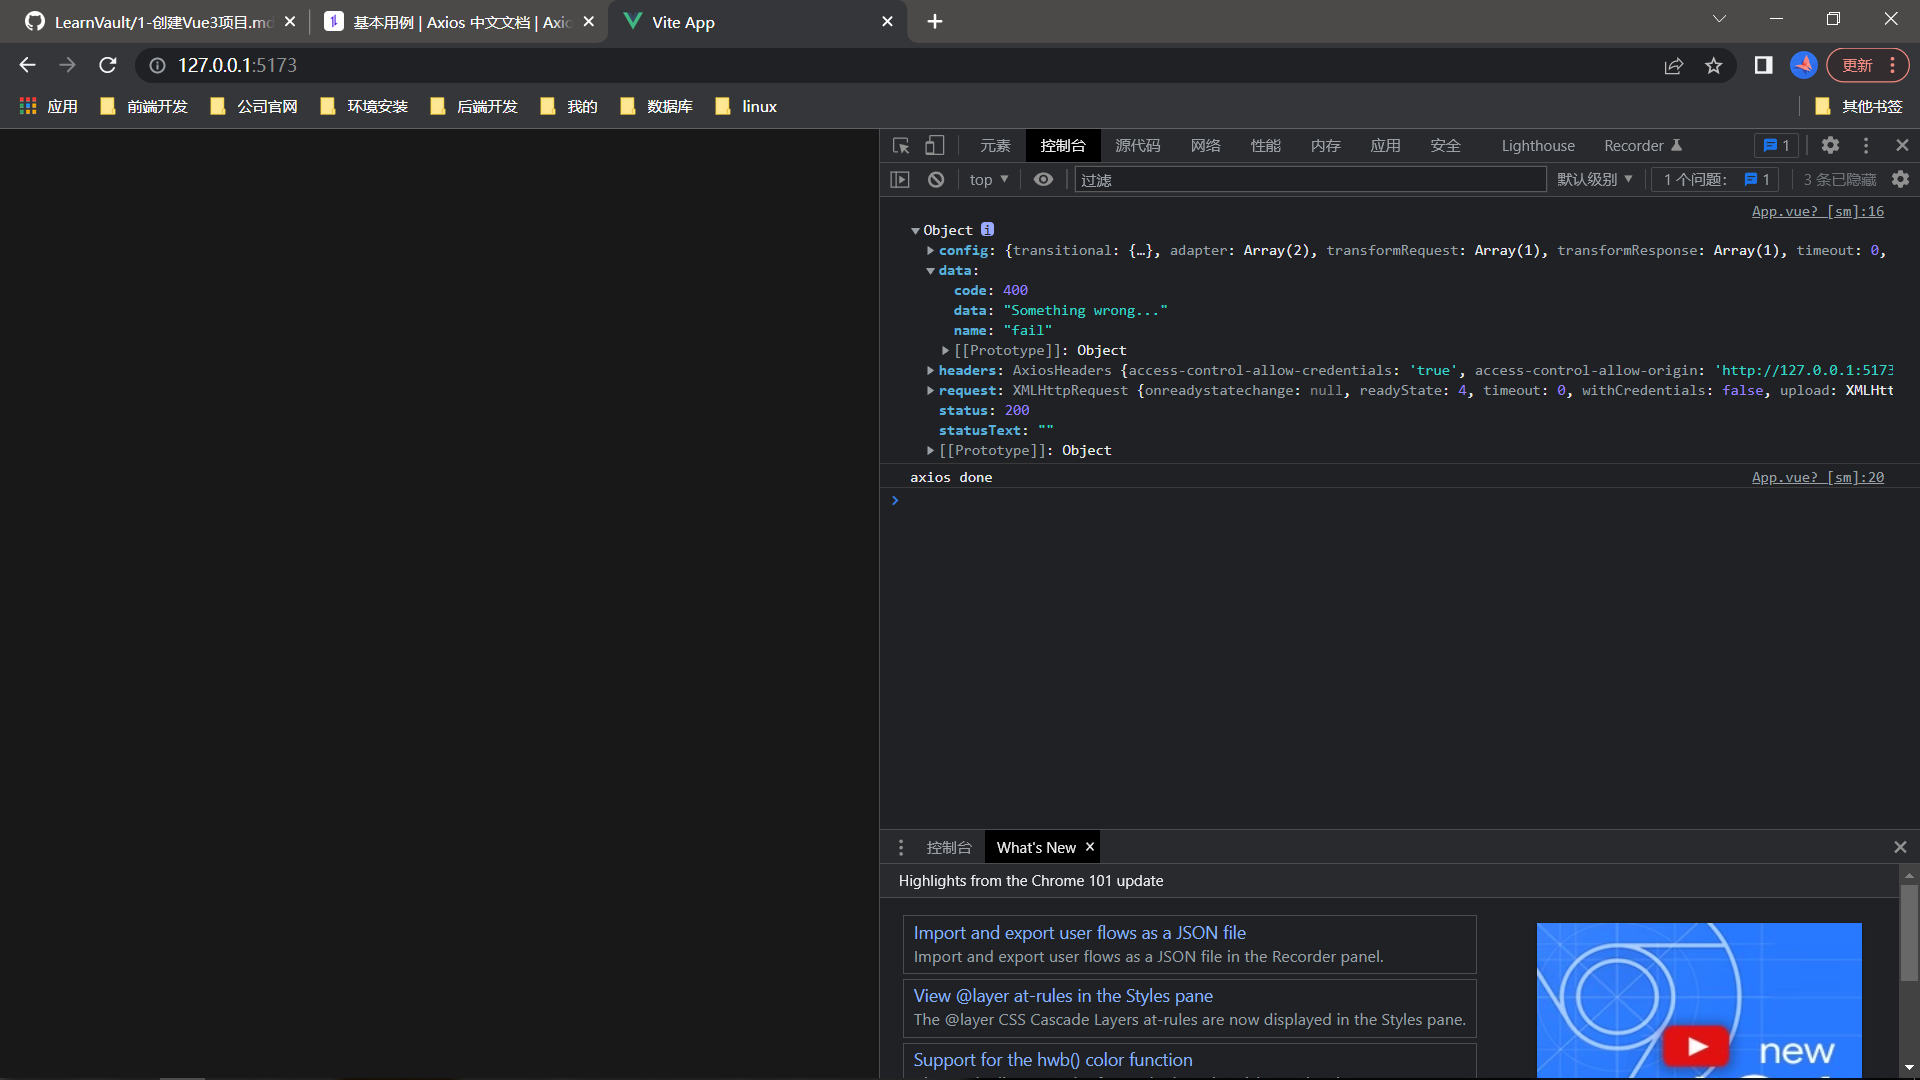 LearnVault/1-创建Vue3项目.md
基本用例 | Axios 中文文档 | Axio
Vite App
127.0.0.1:5173
更新
应用
前端开发
公司官网
环境安装
后端开发
我的
数据库
linux
其他书签
元素
控制台
源代码
网络
性能
内存
应用
安全
Lighthouse
Recorder
1
top
过滤
默认级别
1 个问题:
1
3 条已隐藏
App.vue? [sm]:16
Object i
config: {transitional: {…}, adapter: Array(2), transformRequest: Array(1), transformResponse: Array(1), timeout: 0,
data:
code: 400
data: "Something wrong..."
name: "fail"
[[Prototype]]: Object
headers: AxiosHeaders {access-control-allow-credentials: 'true', access-control-allow-origin: 'http://127.0.0.1:5173
request: XMLHttpRequest {onreadystatechange: null, readyState: 4, timeout: 0, withCredentials: false, upload: XMLHtt
status: 200
statusText: ""
[[Prototype]]: Object
axios done
App.vue? [sm]:20
控制台
What's New
Highlights from the Chrome 101 update
Import and export user flows as a JSON file
Import and export user flows as a JSON file in the Recorder panel.
View @layer at-rules in the Styles pane
The @layer CSS Cascade Layers at-rules are now displayed in the Styles pane.
Support for the hwb() color function
new